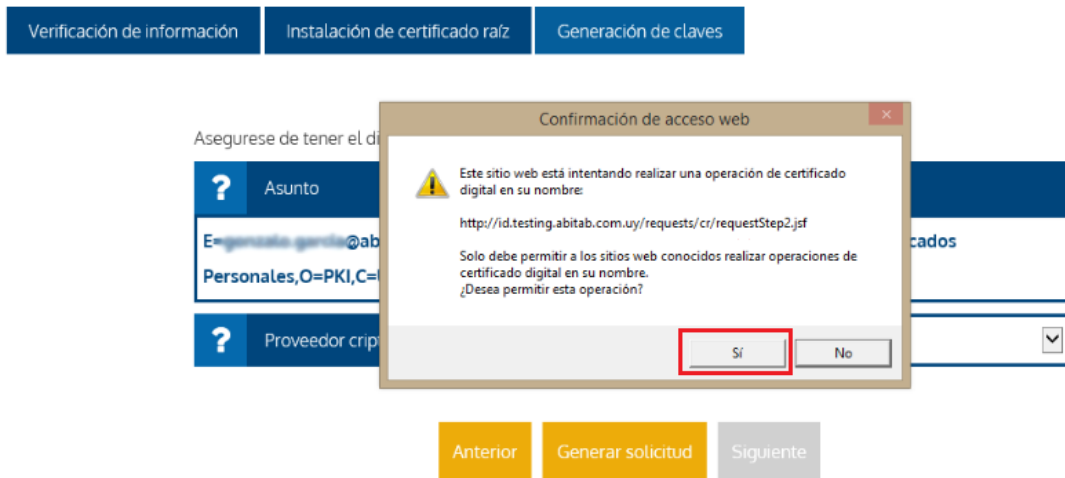 Verificación de información
Instalación de certificado raíz
Generación de claves
Asegurese de tener el di
Asunto
E= @ab
cados
Personales,O=PKI,C=
Proveedor crip
Confirmación de acceso web
Este sitio web está intentando realizar una operación de certificado
digital en su nombre:
http://id.testing.abitab.com.uy/requests/cr/requestStep2.jsf
Solo debe permitir a los sitios web conocidos realizar operaciones de
certificado digital en su nombre.
¿Desea permitir esta operación?
Sí
No
Anterior
Generar solicitud
Siguiente